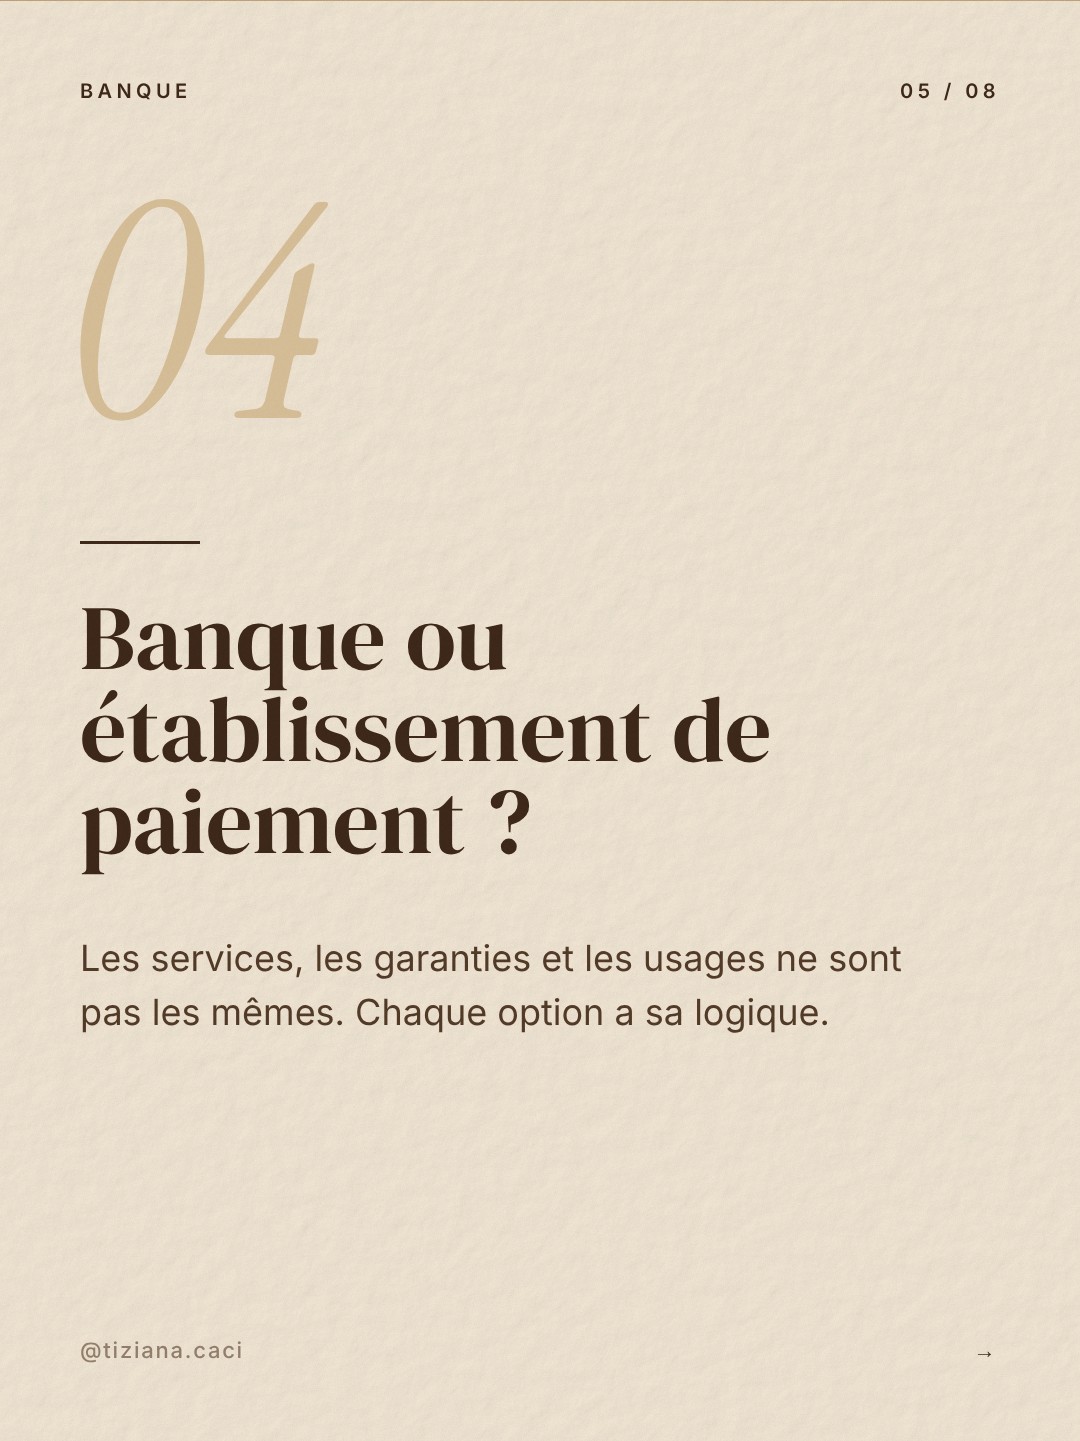 BANQUE
05 / 08
04
Banque ou
établissement de
paiement ?
Les services, les garanties et les usages ne sont
pas les mêmes. Chaque option a sa logique.
@tiziana.caci
→